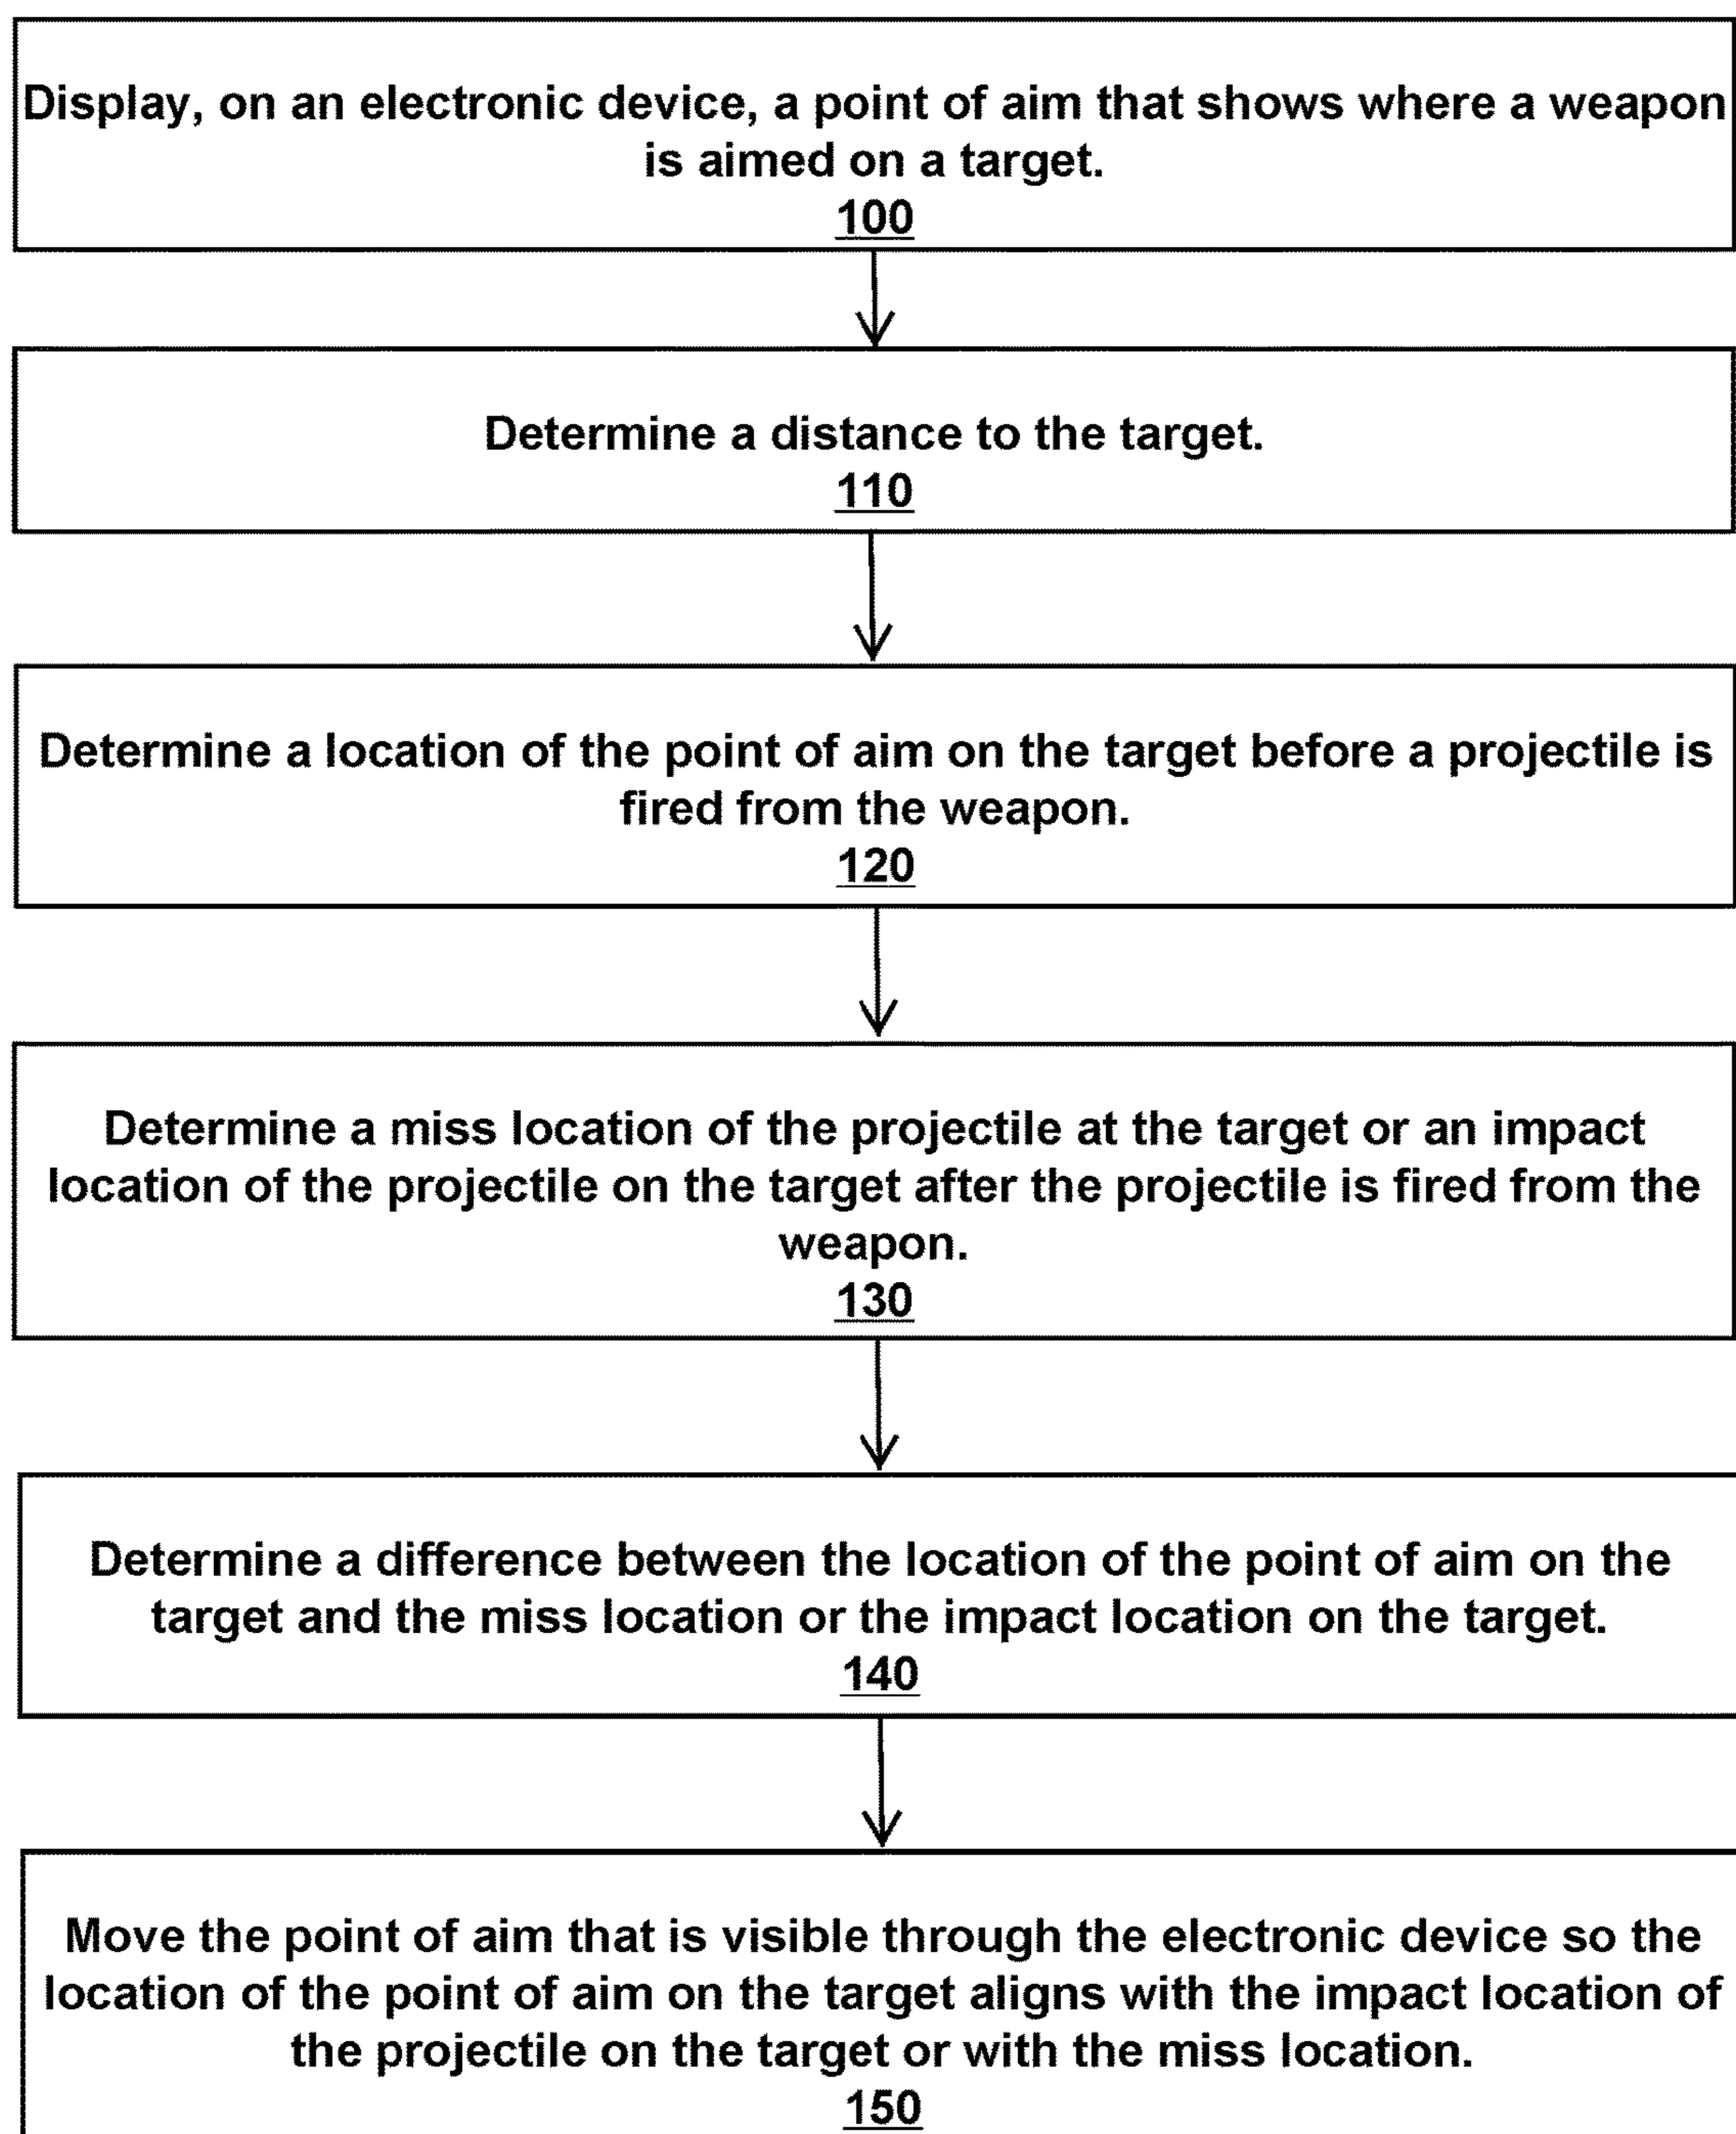 Display, on an electronic device, a point of aim that shows where a weapon
is aimed on a target.
100
Determine a distance to the target.
110
Determine a location of the point of aim on the target before a projectile is
fired from the weapon.
120
Determine a miss location of the projectile at the target or an impact
location of the projectile on the target after the projectile is fired from the
weapon.
130
Determine a difference between the location of the point of aim on the
target and the miss location or the impact location on the target.
140
Move the point of aim that is visible through the electronic device so the
location of the point of aim on the target aligns with the impact location of
the projectile on the target or with the miss location.
150